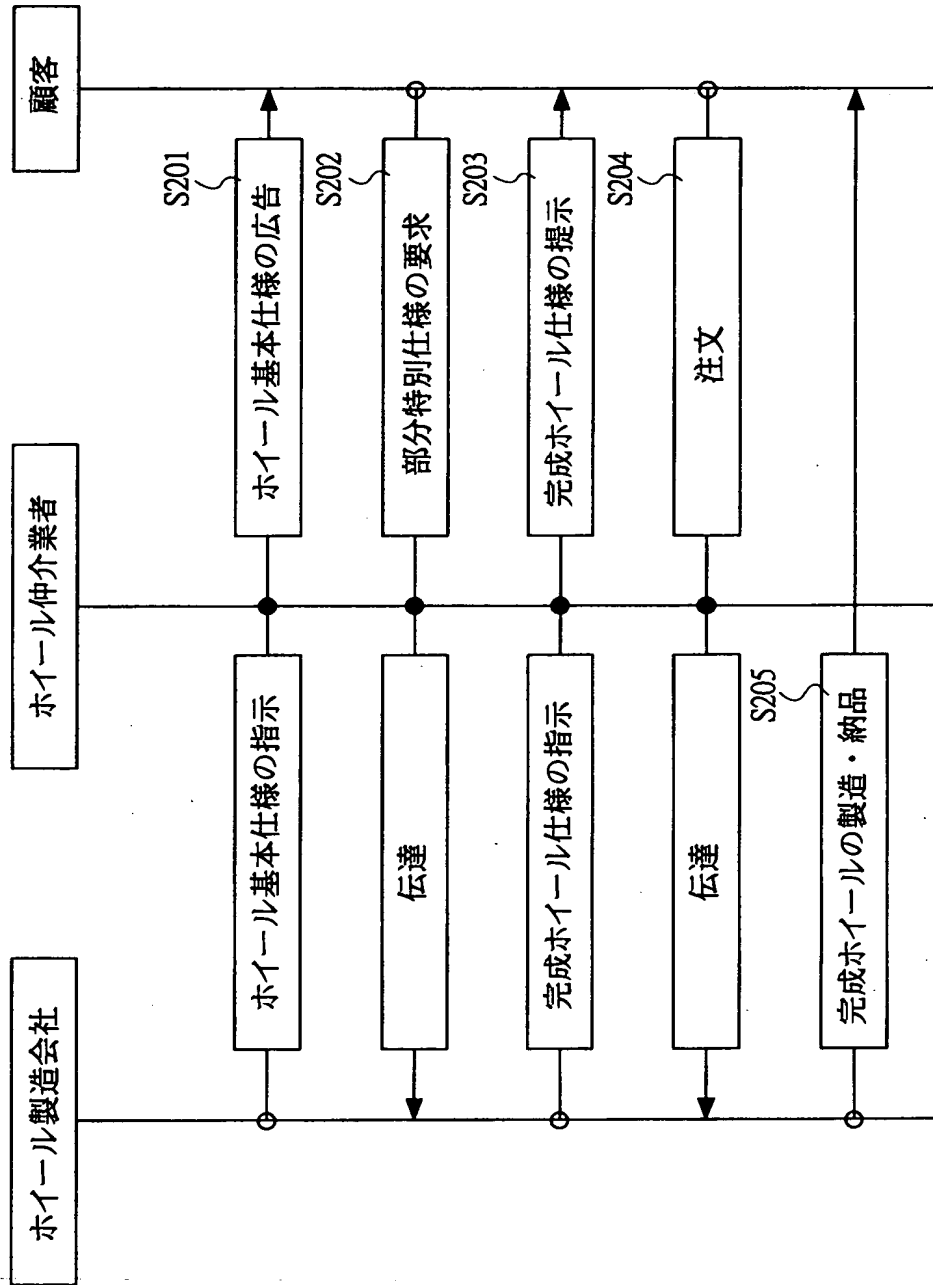 ホイール製造会社
ホイール仲介業者
顧客
ホイール基本仕様の指示
ホイール基本仕様の広告
S201
伝達
部分特別仕様の要求
S202
完成ホイール仕様の指示
完成ホイール仕様の提示
S203
伝達
注文
S204
完成ホイールの製造・納品
S205